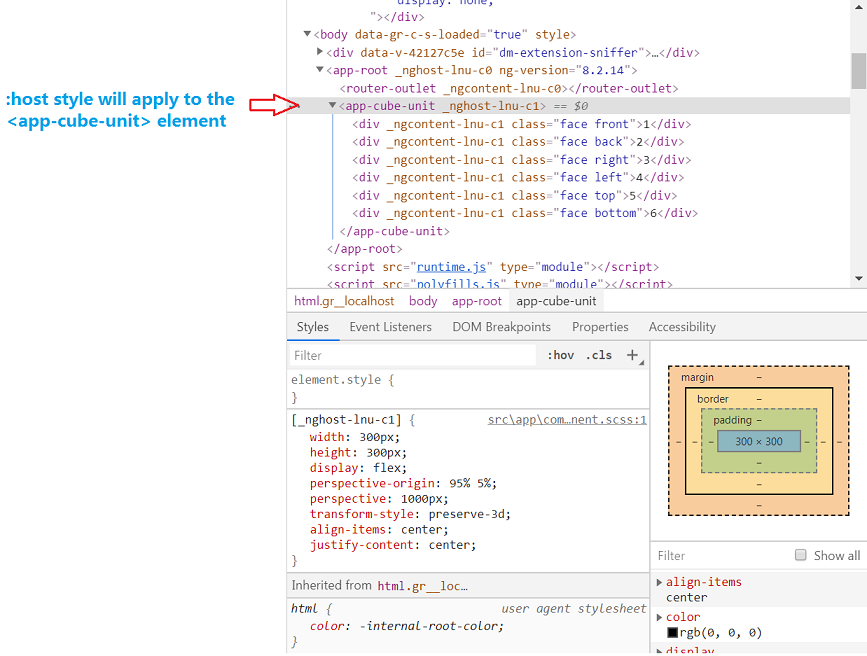 display: none;
"></div>
<body data-gr-c-s-loaded="true" style>
<div data-v-42127c5e id="dm-extension-sniffer">…</div>
<app-root _nghost-lnu-c0 ng-version="8.2.14">
<router-outlet _ngcontent-lnu-c0></router-outlet>
:host style will apply to the
<app-cube-unit> element
<app-cube-unit _nghost-lnu-c1> == $0
<div _ngcontent-lnu-c1 class="face front">1</div>
<div _ngcontent-lnu-c1 class="face back">2</div>
<div _ngcontent-lnu-c1 class="face right">3</div>
<div _ngcontent-lnu-c1 class="face left">4</div>
<div _ngcontent-lnu-c1 class="face top">5</div>
<div _ngcontent-lnu-c1 class="face bottom">6</div>
</app-cube-unit>
</app-root>
<script src="runtime.js" type="module"></script>
<script src="polyfills.js" type="module"></script>
html.gr__localhost body app-root app-cube-unit
Styles Event Listeners DOM Breakpoints Properties Accessibility
Filter :hov .cls +
element.style {
}
[_nghost-lnu-c1] { src\app\com…nent.scss:1
width: 300px;
height: 300px;
display: flex;
perspective-origin: 95% 5%;
perspective: 1000px;
transform-style: preserve-3d;
align-items: center;
justify-content: center;
}
Inherited from html.gr__loc…
html { user agent stylesheet
color: -internal-root-color;
}
margin –
border –
padding –
– – – 300 × 300 – – –
–
–
–
Filter Show all
align-items
center
color
rgb(0, 0, 0)
display